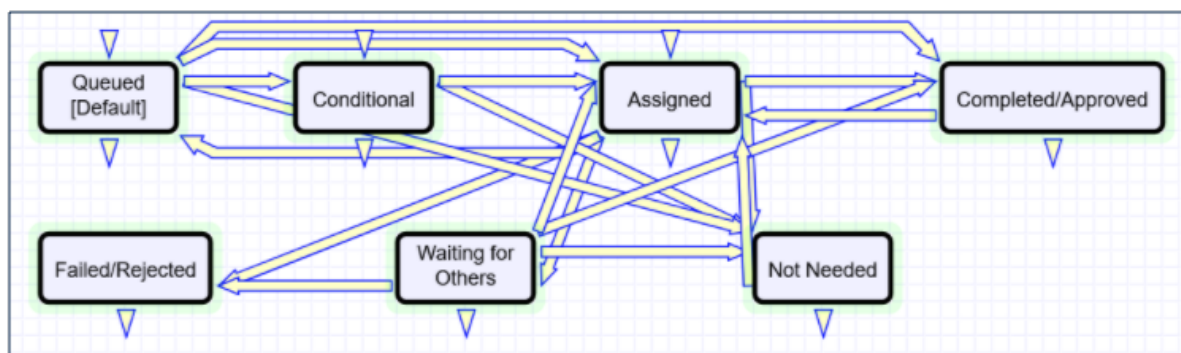 Queued
[Default]
Conditional
Assigned
Completed/Approved
Failed/Rejected
Waiting for
Others
Not Needed